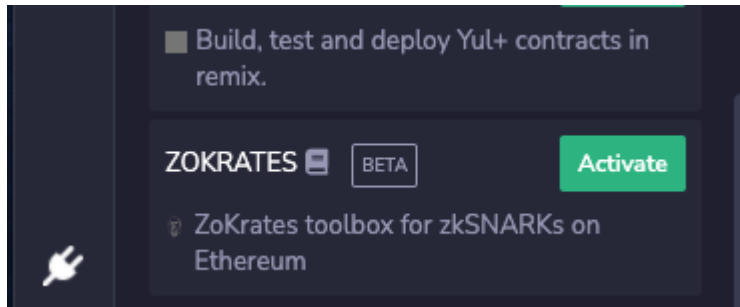 Build, test and deploy Yul+ contracts in
remix.
ZOKRATES BETA Activate
ZoKrates toolbox for zkSNARKs on
Ethereum